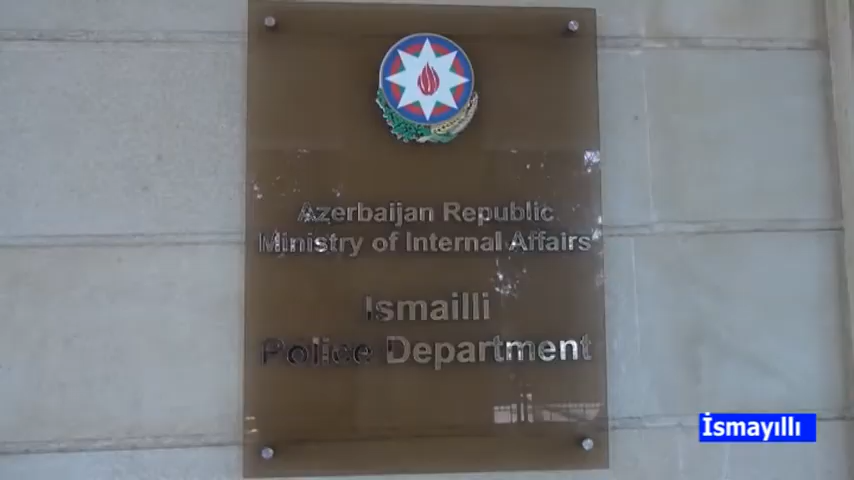 Azerbaijan Republic
Ministry of Internal Affairs
Ismailli
Police Department
İsmayıllı